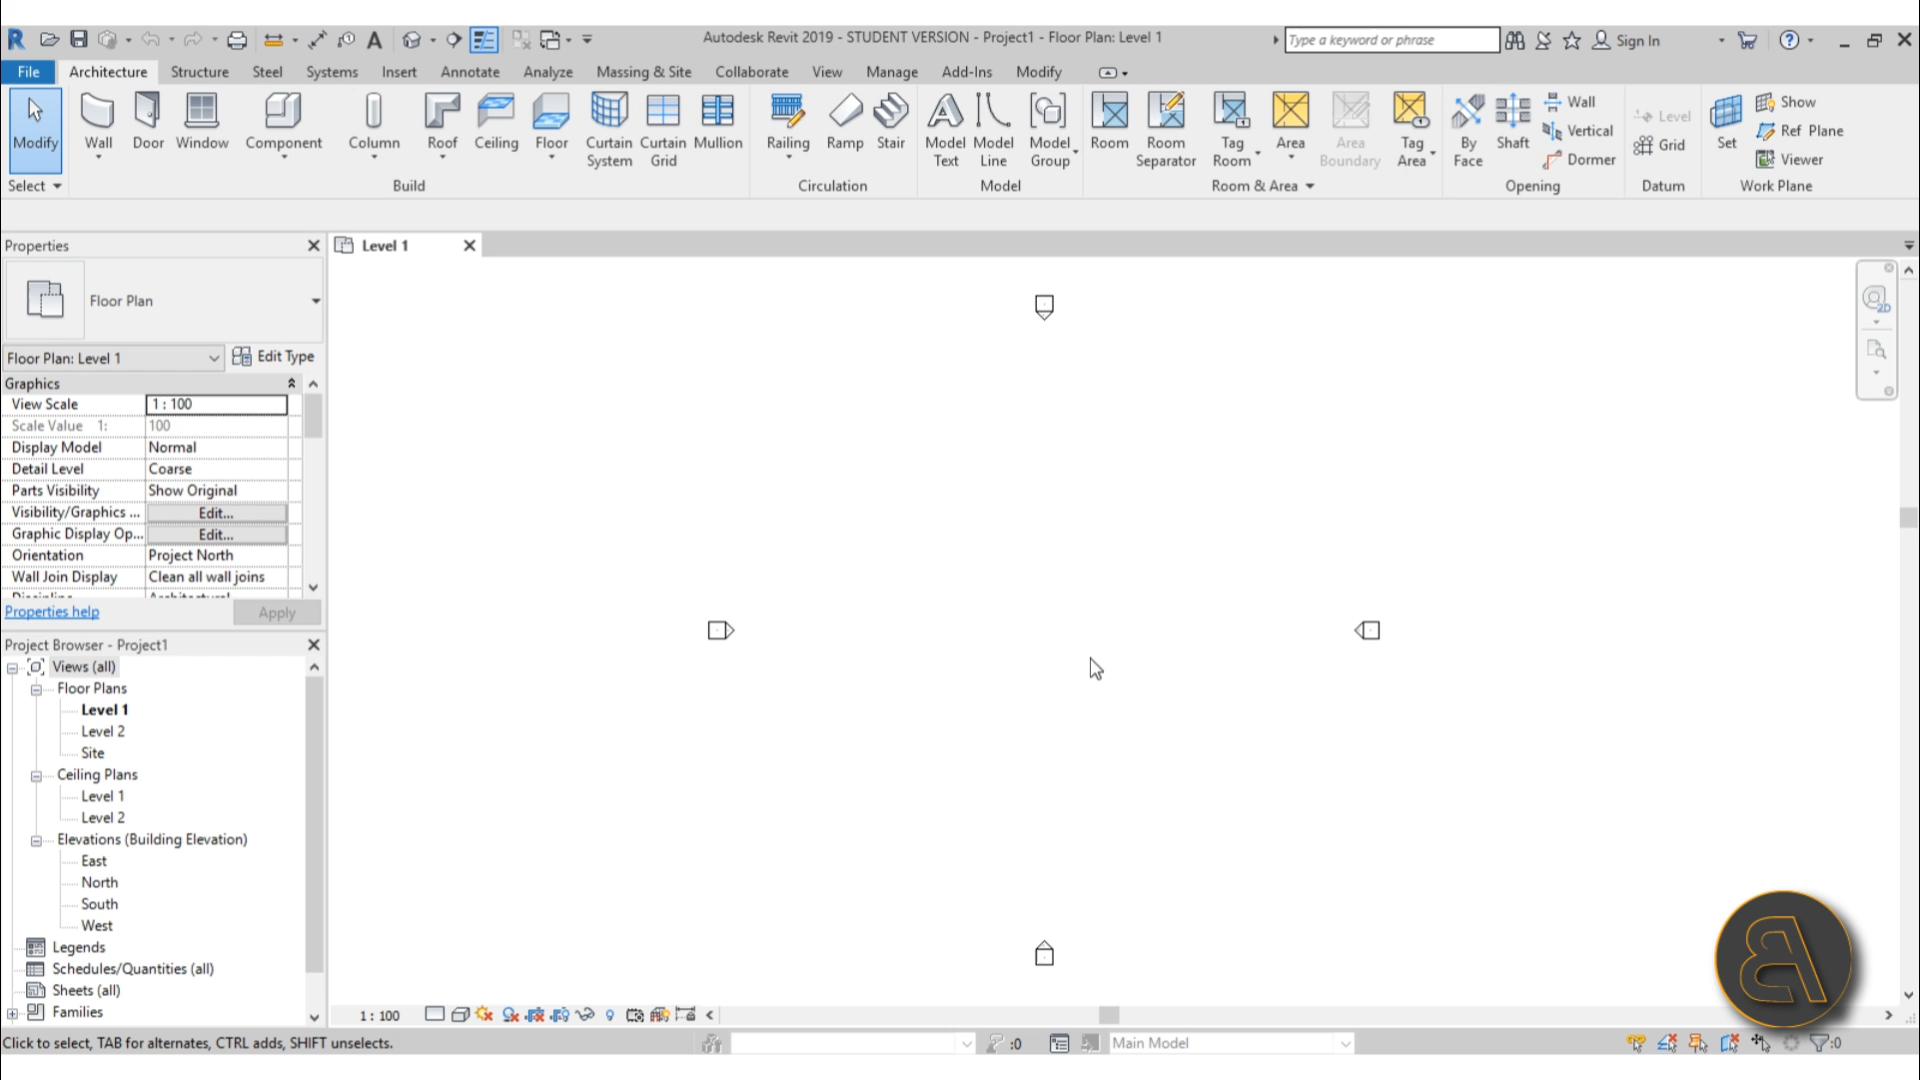 Autodesk Revit 2019 - STUDENT VERSION - Project1 - Floor Plan: Level 1
Type a keyword or phrase
Sign In
File Architecture Structure Steel Systems Insert Annotate Analyze Massing & Site Collaborate View Manage Add-Ins Modify
Modify Wall Door Window Component Column Roof Ceiling Floor Curtain System Curtain Grid Mullion Railing Ramp Stair Model Text Model Line Model Group Room Room Separator Tag Room Area Area Boundary Tag Area By Face Shaft
Wall
Vertical
Dormer
Level
Grid
Set
Show
Ref Plane
Viewer
Select Build Circulation Model Room & Area Opening Datum Work Plane
Properties
Level 1
Floor Plan
Floor Plan: Level 1
Edit Type
Graphics
View Scale 1 : 100
Scale Value 1: 100
Display Model Normal
Detail Level Coarse
Parts Visibility Show Original
Visibility/Graphics ... Edit...
Graphic Display Op... Edit...
Orientation Project North
Wall Join Display Clean all wall joins
Properties help
Apply
Project Browser - Project1
Views (all)
Floor Plans
Level 1
Level 2
Site
Ceiling Plans
Level 1
Level 2
Elevations (Building Elevation)
East
North
South
West
Legends
Schedules/Quantities (all)
Sheets (all)
Families
2D
1 : 100
Click to select, TAB for alternates, CTRL adds, SHIFT unselects.
:0
Main Model
:0